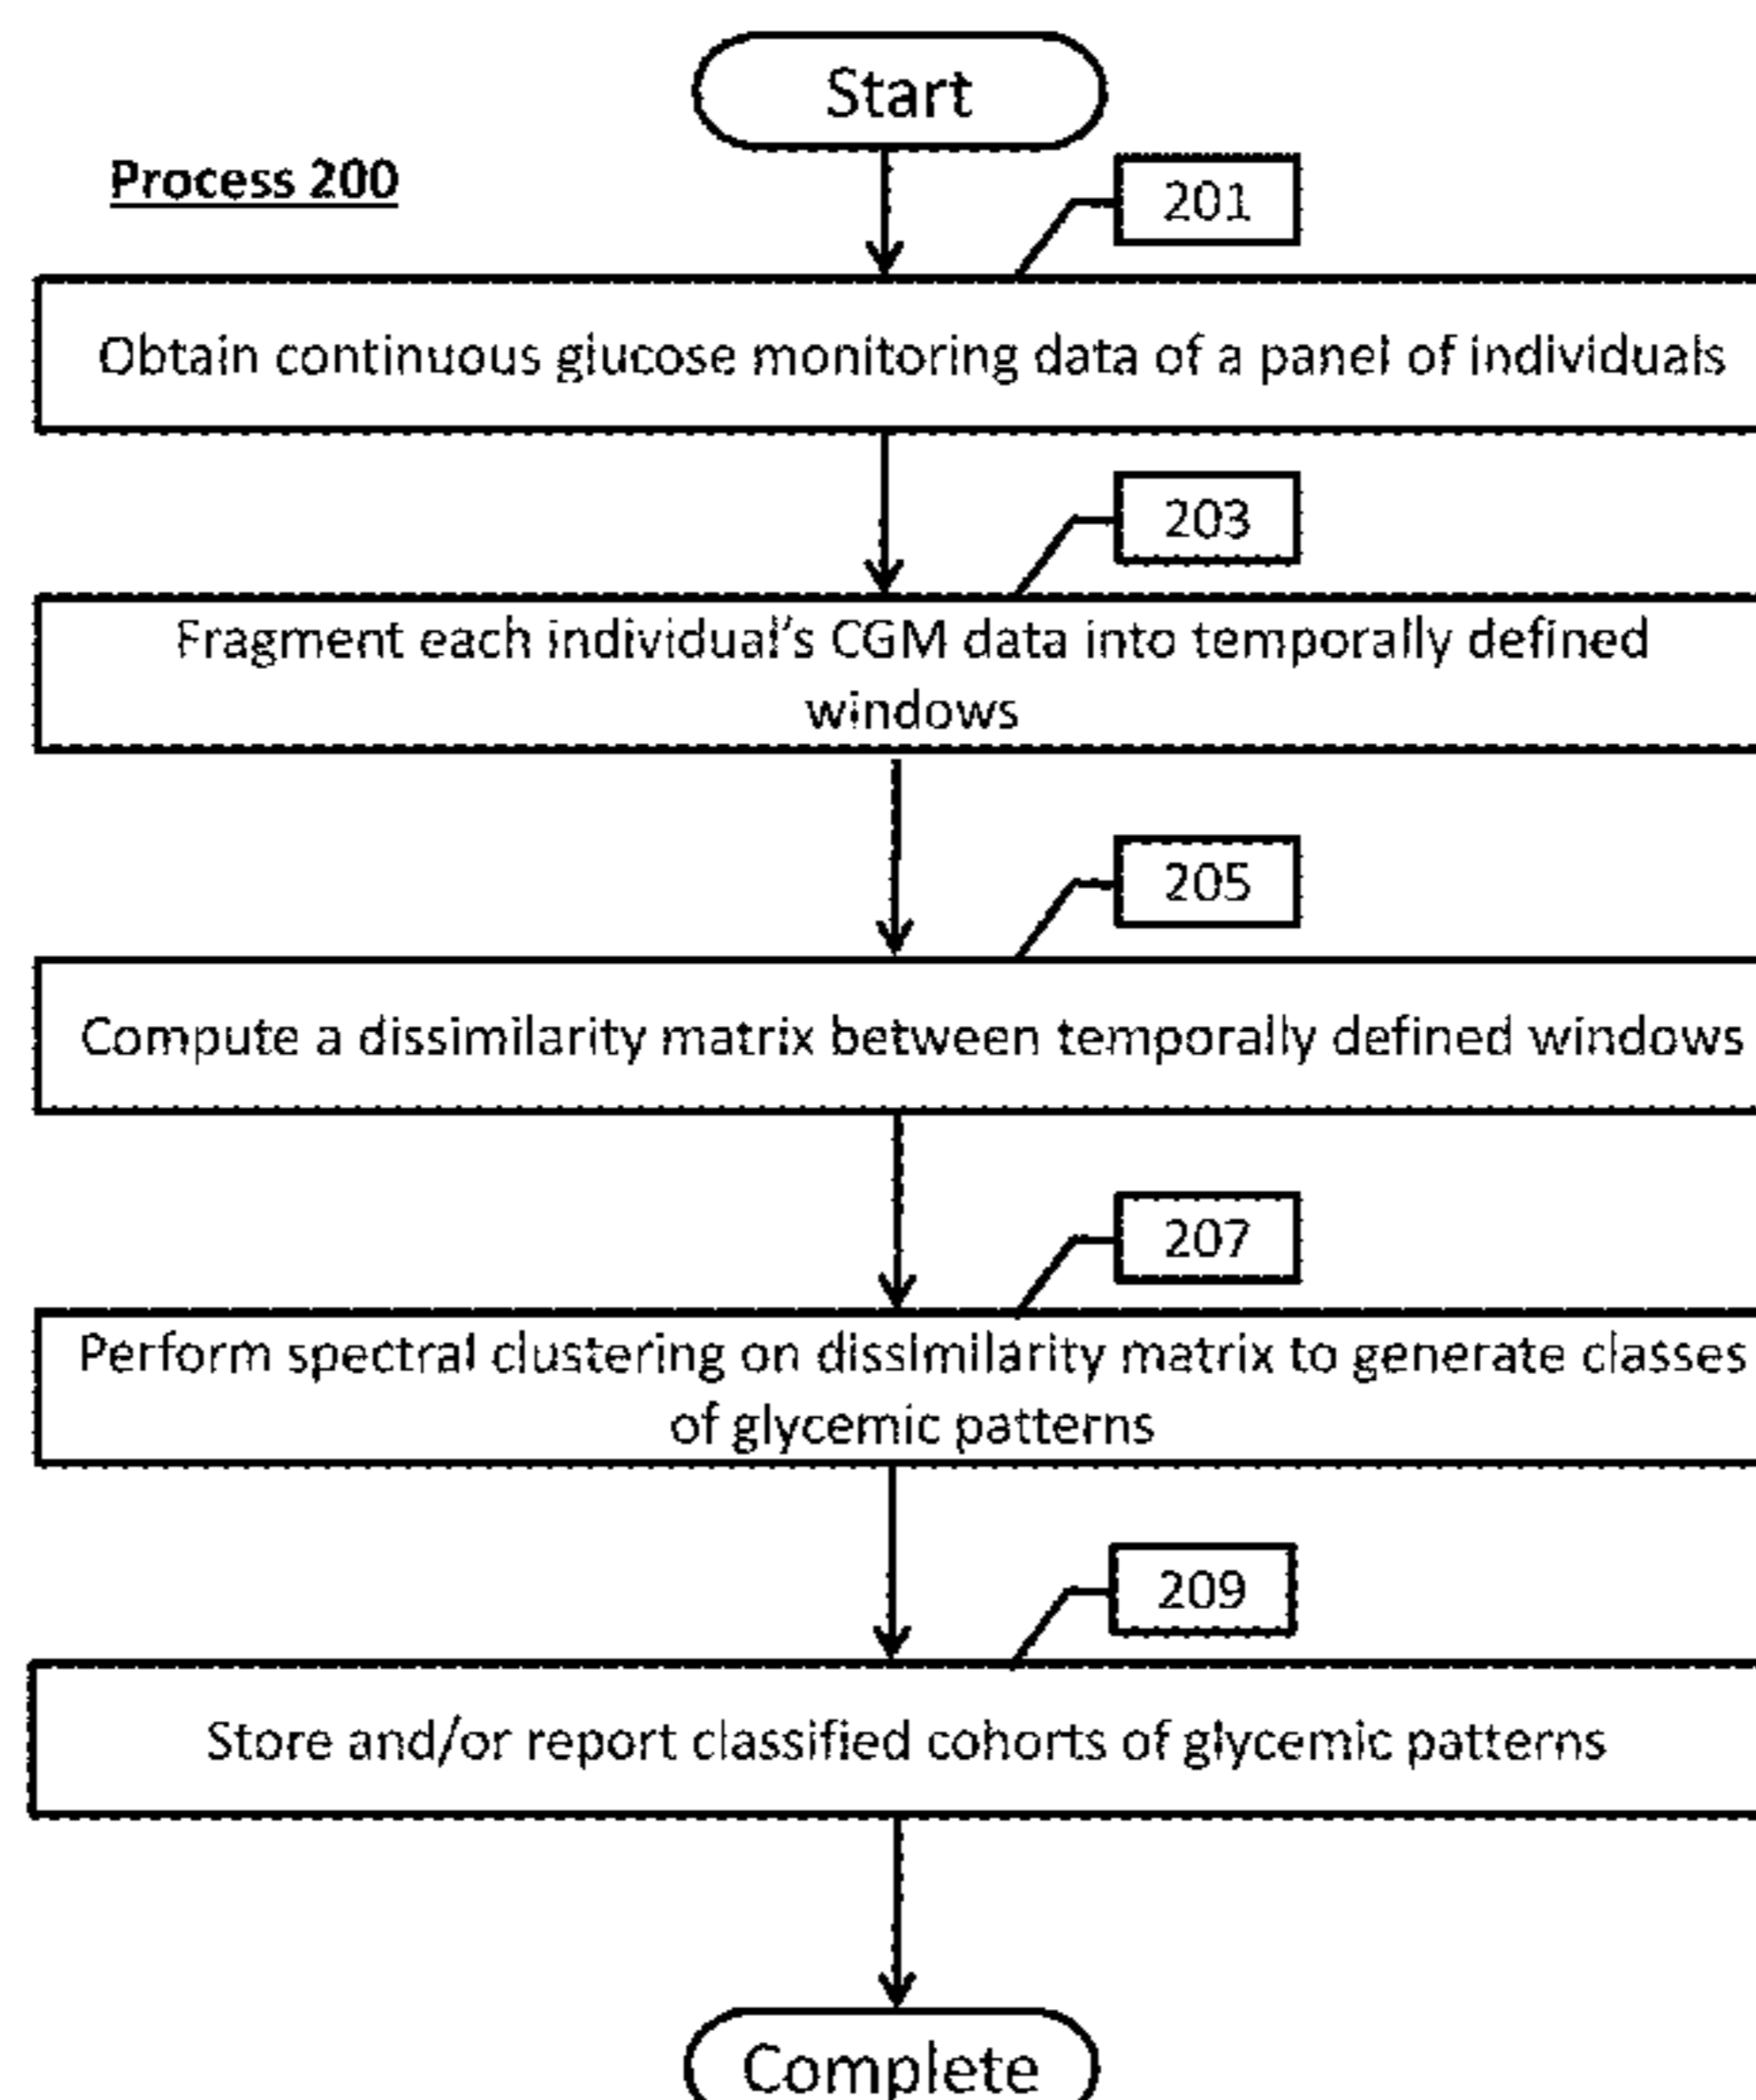 Start
Process 200
201
Obtain continuous glucose monitoring data of a panel of individuals
203
Fragment each individual's CGM data into temporally defined
windows
205
Compute a dissimilarity matrix between temporally defined windows
207
Perform spectral clustering on dissimilarity matrix to generate classes
of glycemic patterns
209
Store and/or report classified cohorts of glycemic patterns
Complete